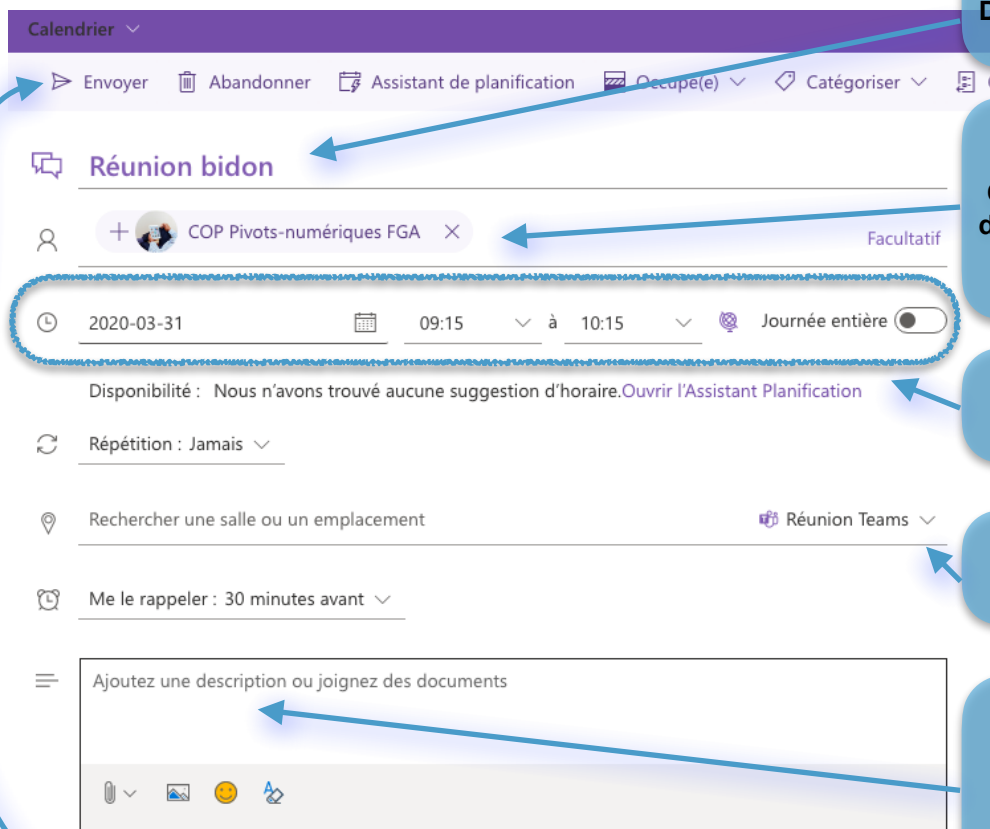 Calendrier
Envoyer Abandonner Assistant de planification Occupé(e) Catégoriser
Réunion bidon
COP Pivots-numériques FGA
Facultatif
2020-03-31 09:15 à 10:15 Journée entière
Disponibilité : Nous n'avons trouvé aucune suggestion d'horaire.Ouvrir l'Assistant Planification
Répétition : Jamais
Rechercher une salle ou un emplacement Réunion Teams
Me le rappeler : 30 minutes avant
Ajoutez une description ou joignez des documents